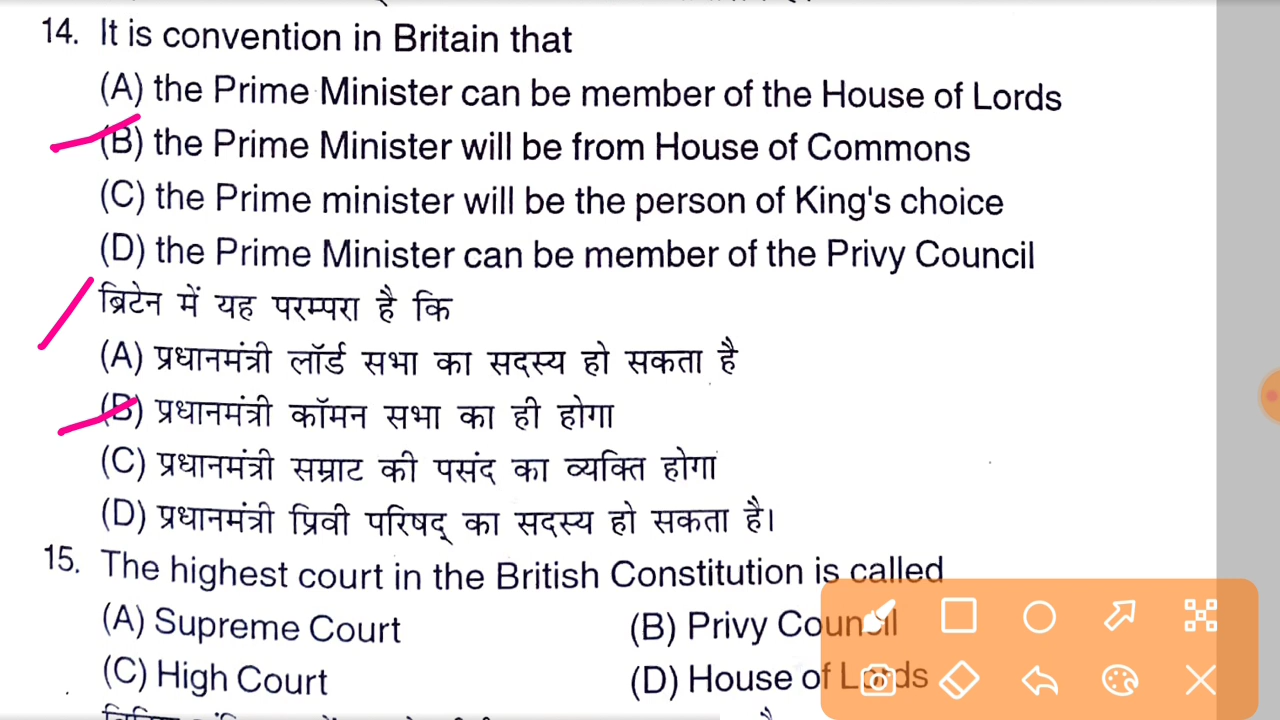 14. It is convention in Britain that
(A) the Prime Minister can be member of the House of Lords
(B) the Prime Minister will be from House of Commons
(C) the Prime minister will be the person of King's choice
(D) the Prime Minister can be member of the Privy Council
ब्रिटेन में यह परम्परा है कि
(A) प्रधानमंत्री लॉर्ड सभा का सदस्य हो सकता है
(B) प्रधानमंत्री कॉमन सभा का ही होगा
(C) प्रधानमंत्री सम्राट की पसंद का व्यक्ति होगा
(D) प्रधानमंत्री प्रिवी परिषद् का सदस्य हो सकता है।
15. The highest court in the British Constitution is called
(A) Supreme Court (B) Privy Council
(C) High Court (D) House of Lords